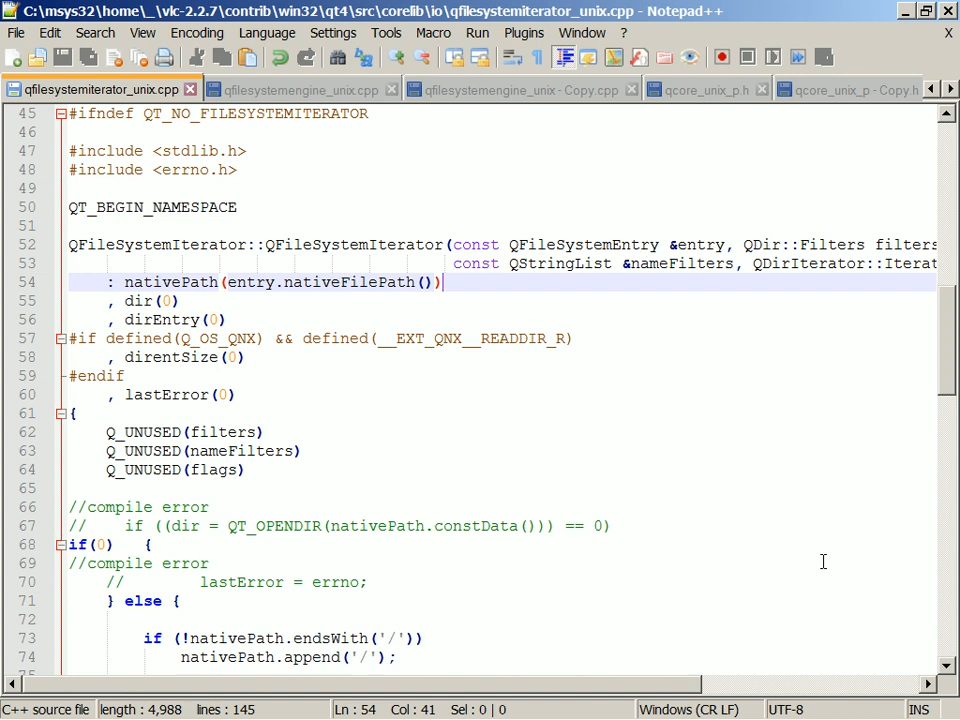 C:\msys32\home\_\vlc-2.2.7\contrib\win32\qt4\src\corelib\io\qfilesystemiterator_unix.cpp - Notepad++
File Edit Search View Encoding Language Settings Tools Macro Run Plugins Window ? X
qfilesystemiterator_unix.cpp qfilesystemengine_unix.cpp qfilesystemengine_unix - Copy.cpp qcore_unix_p.h qcore_unix_p - Copy.h
45 #ifndef QT_NO_FILESYSTEMITERATOR
46
47 #include <stdlib.h>
48 #include <errno.h>
49
50 QT_BEGIN_NAMESPACE
51
52 QFileSystemIterator::QFileSystemIterator(const QFileSystemEntry &entry, QDir::Filters filters
53 const QStringList &nameFilters, QDirIterator::Iterat
54 : nativePath(entry.nativeFilePath())
55 , dir(0)
56 , dirEntry(0)
57 #if defined(Q_OS_QNX) && defined(__EXT_QNX__READDIR_R)
58 , direntSize(0)
59 #endif
60 , lastError(0)
61 {
62 Q_UNUSED(filters)
63 Q_UNUSED(nameFilters)
64 Q_UNUSED(flags)
65
66 //compile error
67 // if ((dir = QT_OPENDIR(nativePath.constData())) == 0)
68 if(0) {
69 //compile error
70 // lastError = errno;
71 } else {
72
73 if (!nativePath.endsWith('/'))
74 nativePath.append('/');
75
C++ source file length : 4,988 lines : 145 Ln : 54 Col : 41 Sel : 0 | 0 Windows (CR LF) UTF-8 INS